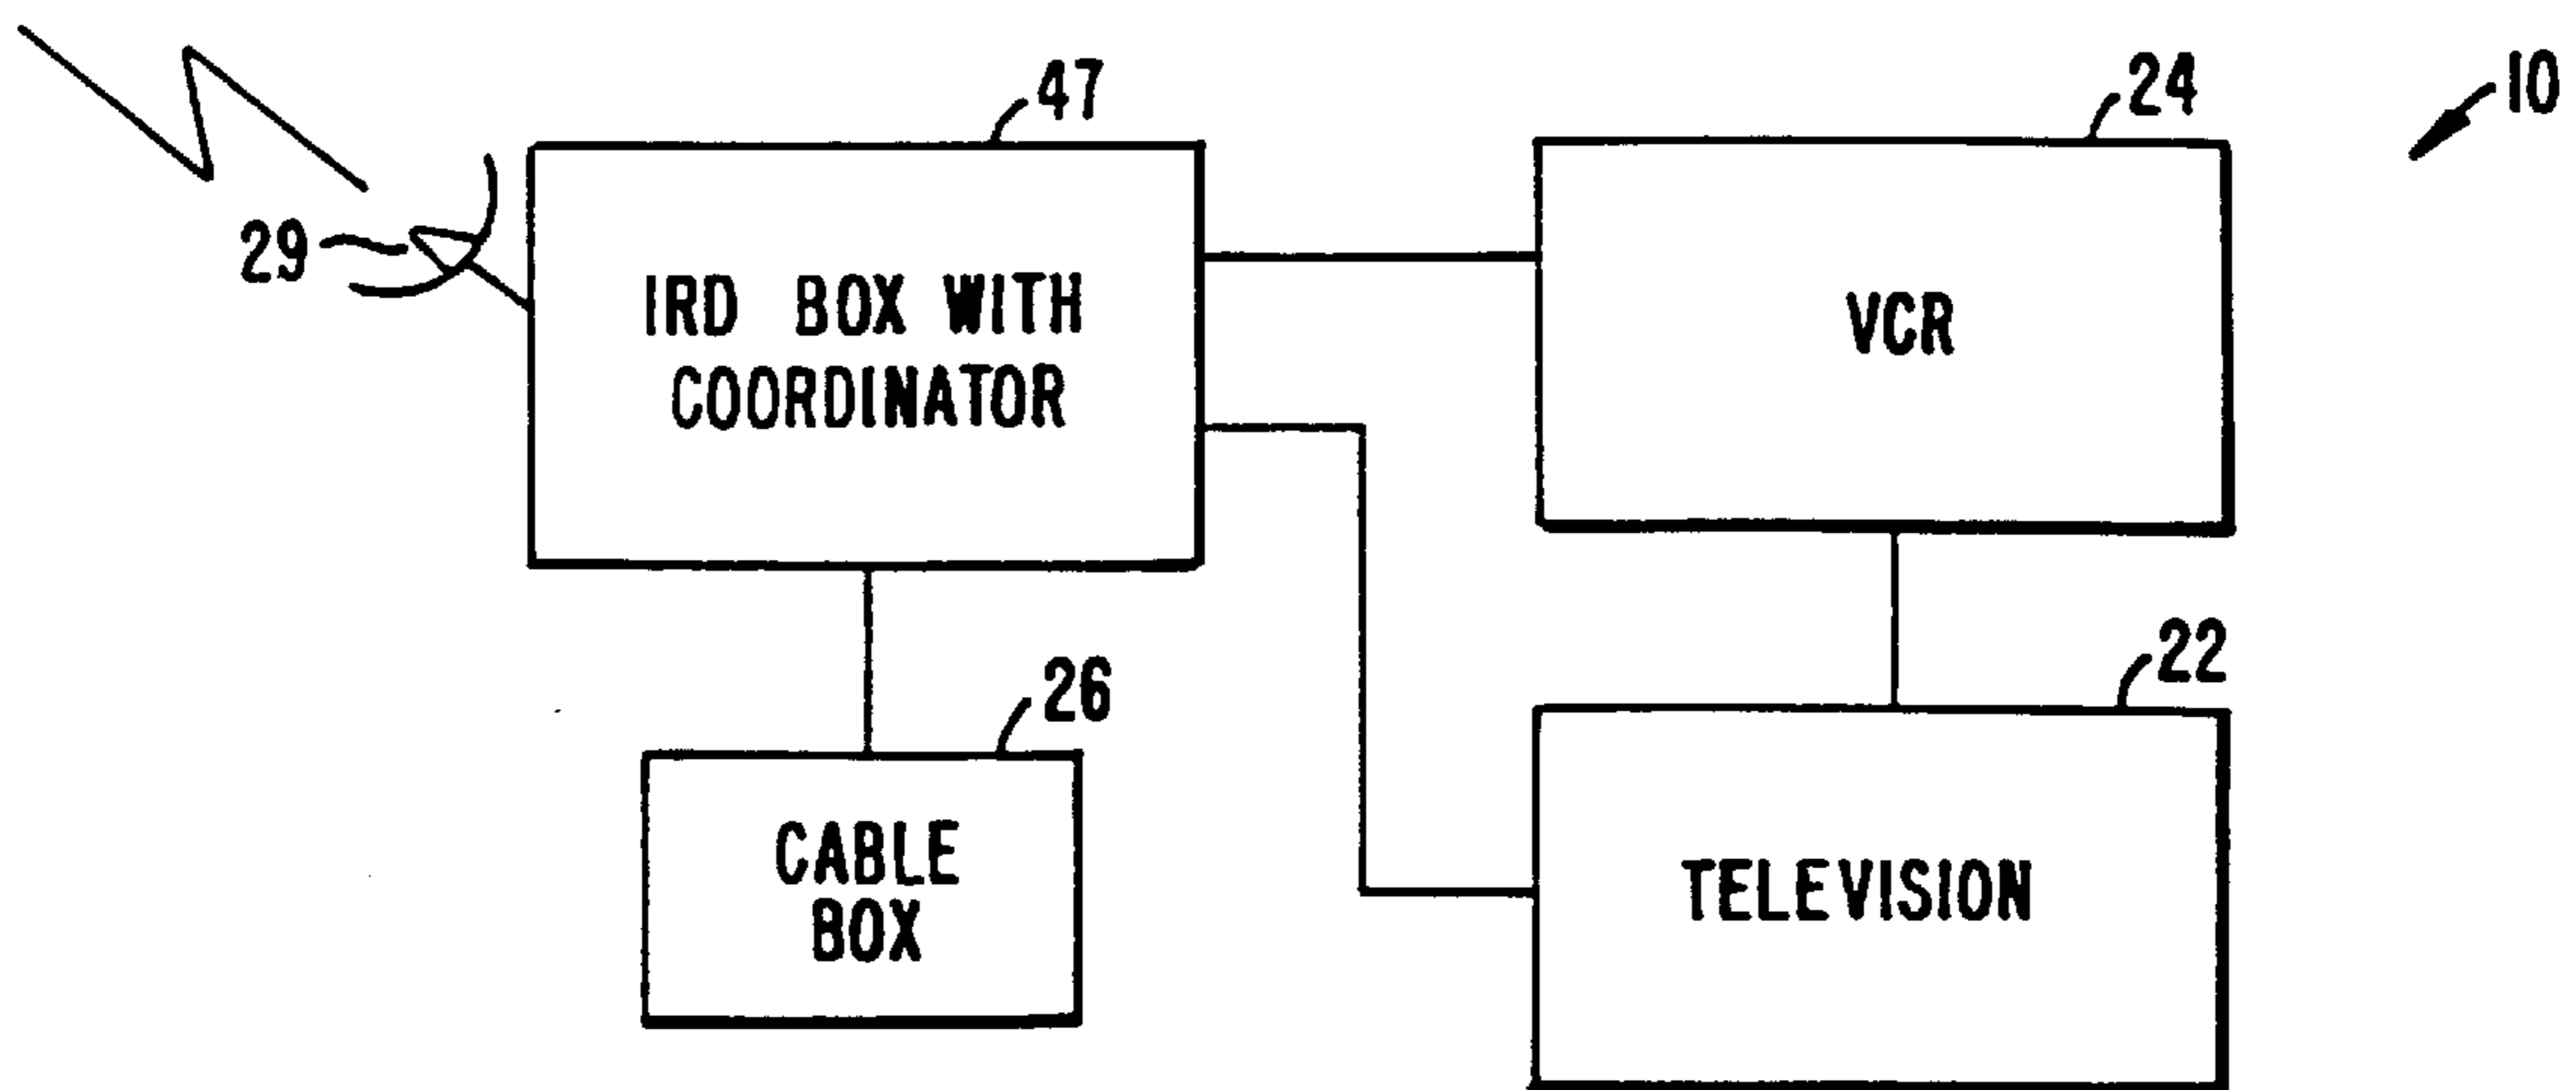 47
24
10
29
IRD BOX WITH
COORDINATOR
VCR
26
22
CABLE
BOX
TELEVISION